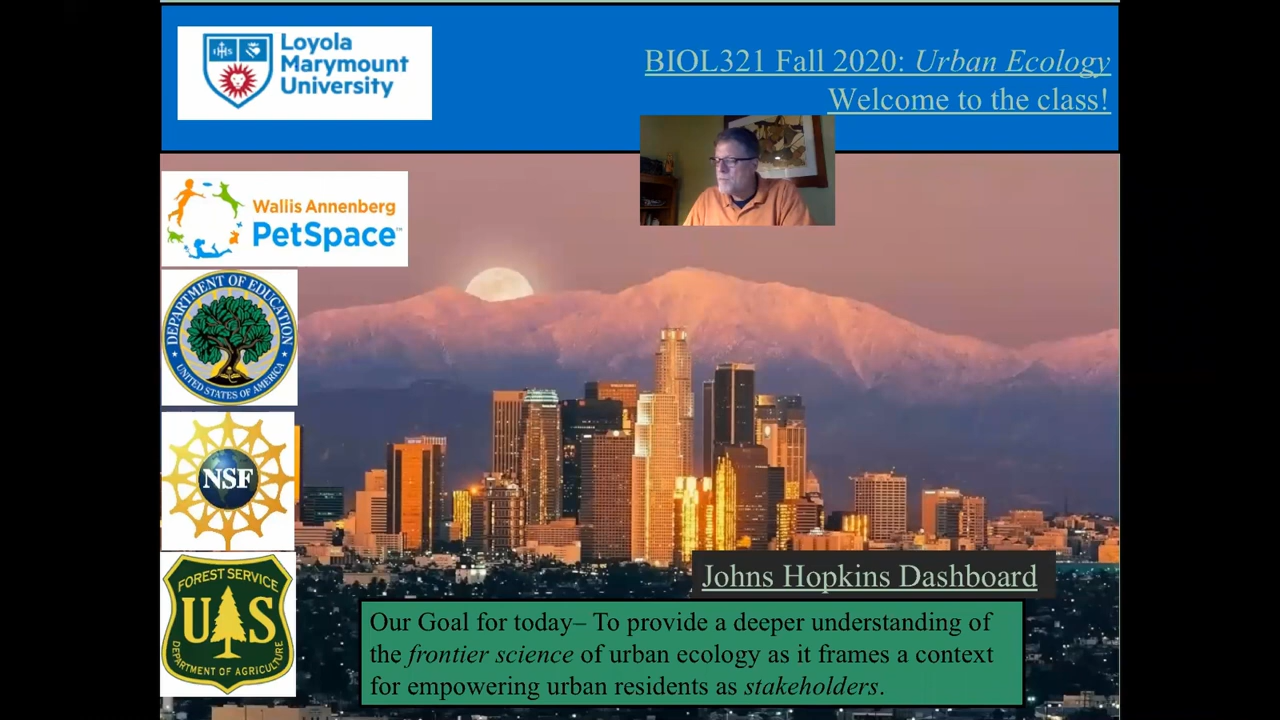 Loyola
Marymount
University
BIOL321 Fall 2020: Urban Ecology
Welcome to the class!
Wallis Annenberg
PetSpace™
DEPARTMENT OF EDUCATION
UNITED STATES OF AMERICA
NSF
FOREST SERVICE
UAS
DEPARTMENT OF AGRICULTURE
Johns Hopkins Dashboard
Our Goal for today– To provide a deeper understanding of
the frontier science of urban ecology as it frames a context
for empowering urban residents as stakeholders.